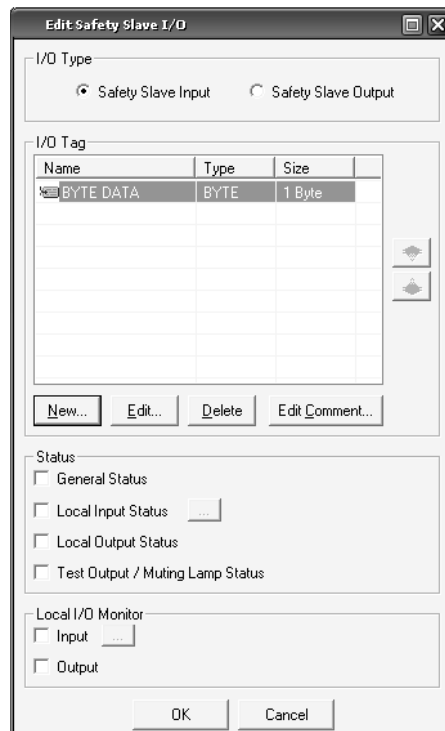 Edit Safety Slave I/O
I/O Type
Safety Slave Input Safety Slave Output
I/O Tag
Name Type Size
BYTE DATA BYTE 1 Byte
New... Edit... Delete Edit Comment...
Status
General Status
Local Input Status ...
Local Output Status
Test Output / Muting Lamp Status
Local I/O Monitor
Input ...
Output
OK Cancel